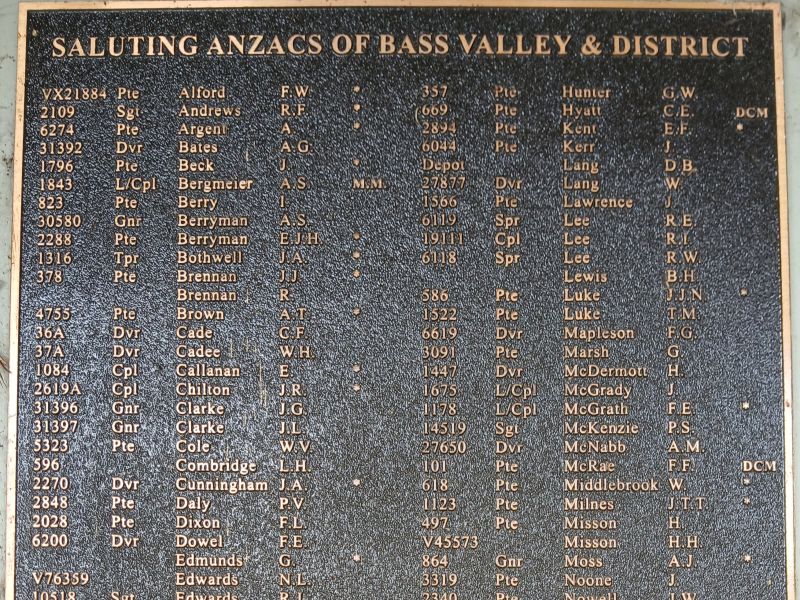 SALUTING ANZACS OF BASS VALLEY & DISTRICT
VX21884 Pte Alford F.W *
2109 Sgt Andrews R.F. *
6274 Pte Argent A *
31392 Dvr Bates A.G.
1796 Pte Beck J. *
1843 L/Cpl Bergmeier A.S. M.M.
823 Pte Berry I.
30580 Gnr Berryman A.S.
2288 Pte Berryman E.J.H. *
1316 Tpr Bothwell J.A. *
378 Pte Brennan J.J *
Brennan R.
4755 Pte Brown A.T. *
36A Dvr Cade C.F.
37A Dvr Cadee W.H.
1084 Cpl Callanan E. *
2619A Cpl Chilton J.R. *
31396 Gnr Clarke J.G.
31397 Gnr Clarke J.L.
5323 Pte Cole W.V.
596 Combridge L.H.
2270 Dvr Cunningham J.A. *
2848 Pte Daly P.V.
2028 Pte Dixon F.L.
6200 Dvr Dowel F.E.
Edmunds G. *
V76359 Edwards N.L.
10518 Sgt Edwards R.J.
357 Pte Hunter G.W.
669 Pte Hyatt C.E. DCM
2894 Pte Kent E.F. *
6044 Pte Kerr J.
Depot Lang D.B.
27877 Dvr Lang W.
1566 Pte Lawrence J.
6119 Spr Lee R.E.
19111 Cpl Lee R.I.
6118 Spr Lee R.W.
Lewis B.H.
586 Pte Luke J.J.N. *
1522 Pte Luke T.M.
6619 Dvr Mapleson F.G.
3091 Pte Marsh G.
1447 Dvr McDermott H.
1675 L/Cpl McGrady J.
1178 L/Cpl McGrath F.E. *
14519 Sgt McKenzie P.S.
27650 Dvr McNabb A.M.
101 Pte McRae F.F. DCM
618 Pte Middlebrook W. *
1123 Pte Milnes J.T.T. *
497 Pte Misson H.
V45573 Misson H.H.
864 Gnr Moss A.J. *
3319 Pte Noone J.
2340 Pte Nowell J.W.